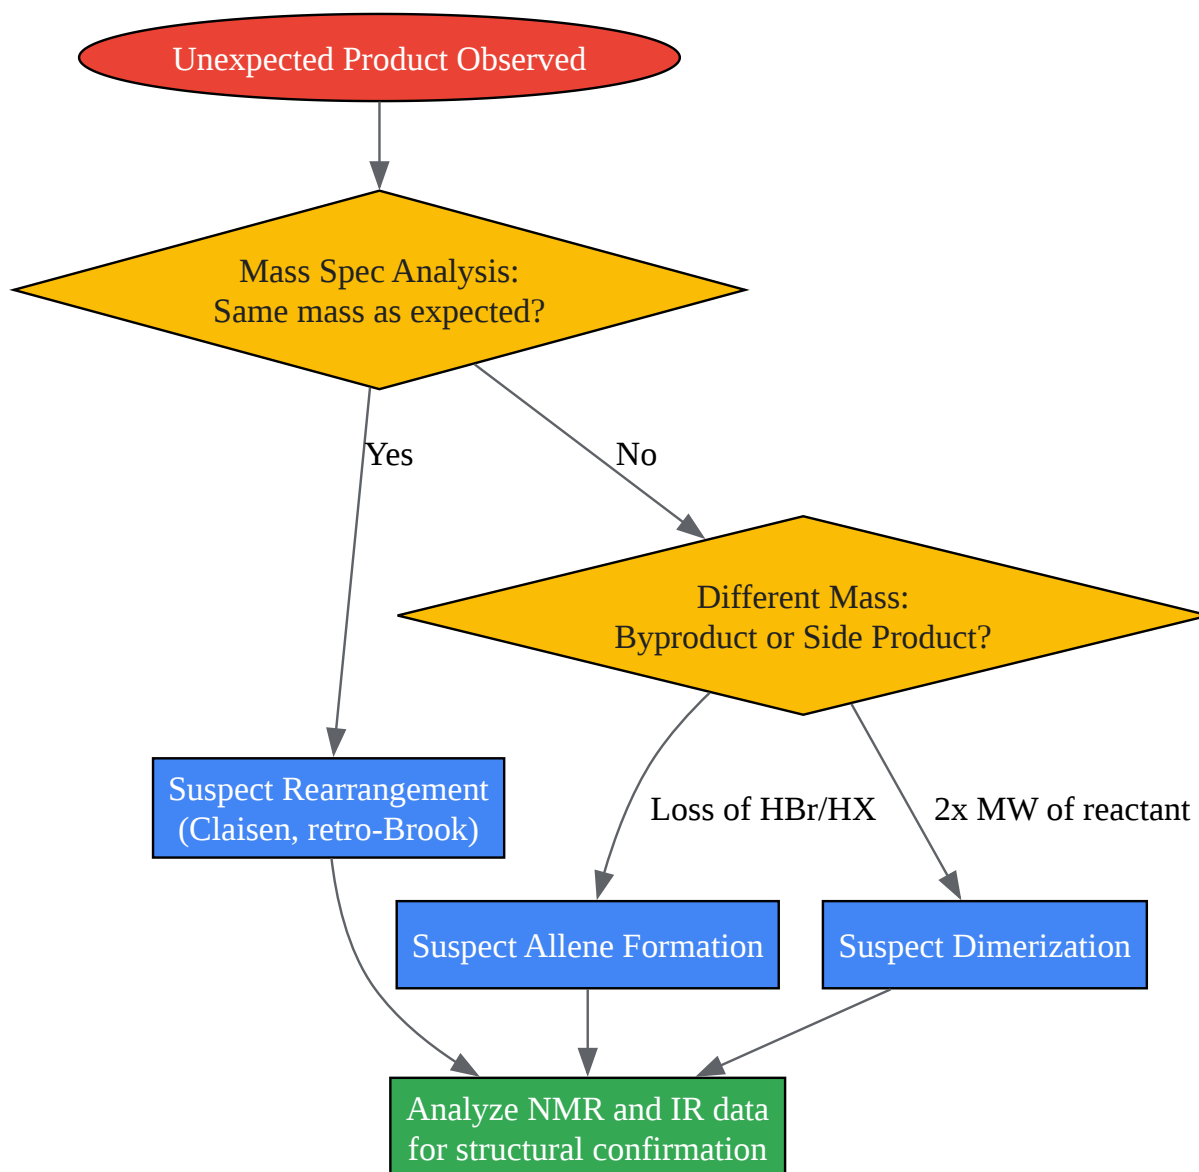 Unexpected Product Observed
Mass Spec Analysis:
Same mass as expected?
Yes
No
Different Mass:
Byproduct or Side Product?
Suspect Rearrangement
(Claisen, retro-Brook)
Loss of HBr/HX
2x MW of reactant
Suspect Allene Formation
Suspect Dimerization
Analyze NMR and IR data
for structural confirmation